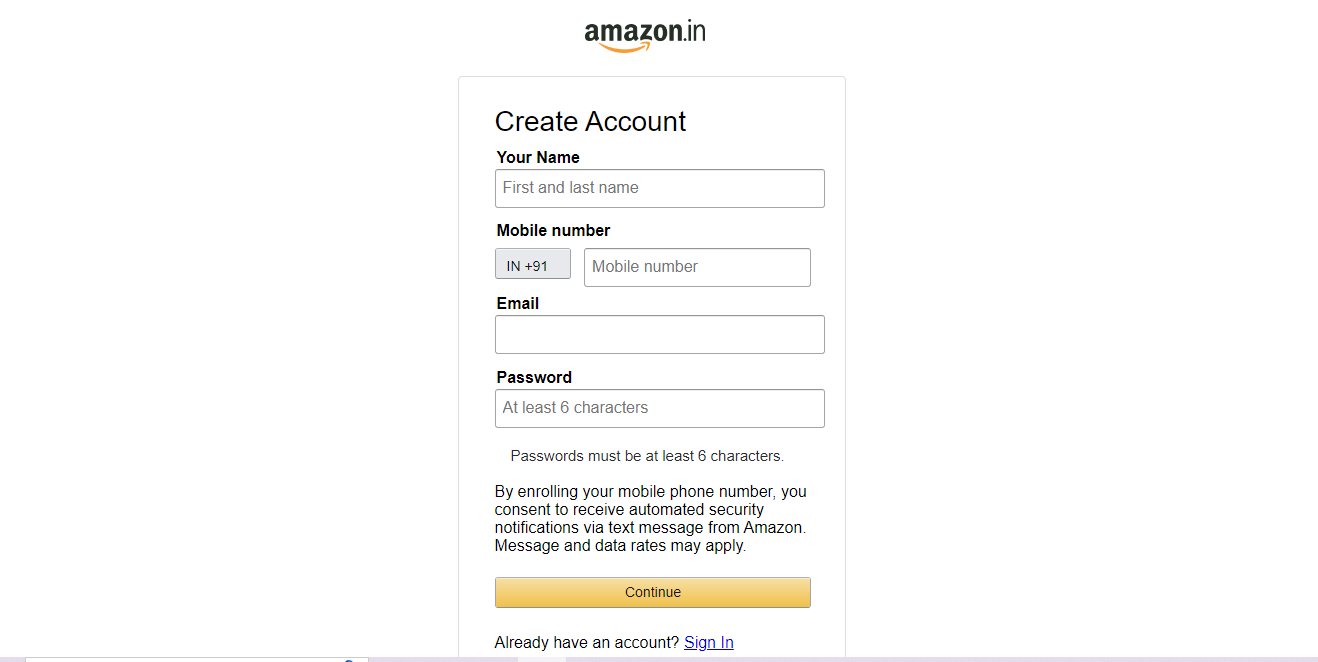 amazon.in
Create Account
Your Name
First and last name
Mobile number
IN +91 Mobile number
Email
Password
At least 6 characters
Passwords must be at least 6 characters.
By enrolling your mobile phone number, you
consent to receive automated security
notifications via text message from Amazon.
Message and data rates may apply.
Continue
Already have an account? Sign In